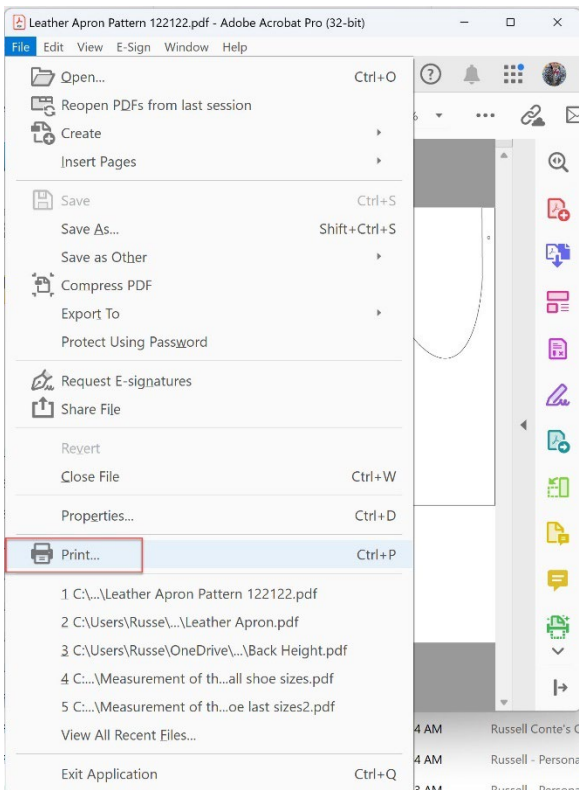 Leather Apron Pattern 122122.pdf - Adobe Acrobat Pro (32-bit)
File Edit View E-Sign Window Help
Open... Ctrl+O
Reopen PDFs from last session
Create
Insert Pages
Save Ctrl+S
Save As... Shift+Ctrl+S
Save as Other
Compress PDF
Export To
Protect Using Password
Request E-signatures
Share File
Revert
Close File Ctrl+W
Properties... Ctrl+D
Print... Ctrl+P
1 C:\...\Leather Apron Pattern 122122.pdf
2 C:\Users\Russe\...\Leather Apron.pdf
3 C:\Users\Russe\OneDrive\...\Back Height.pdf
4 C:...\Measurement of th...all shoe sizes.pdf
5 C:...\Measurement of th...oe last sizes2.pdf
View All Recent Files...
4 AM Russell Conte's
Exit Application Ctrl+Q
4 AM Russell - Persona